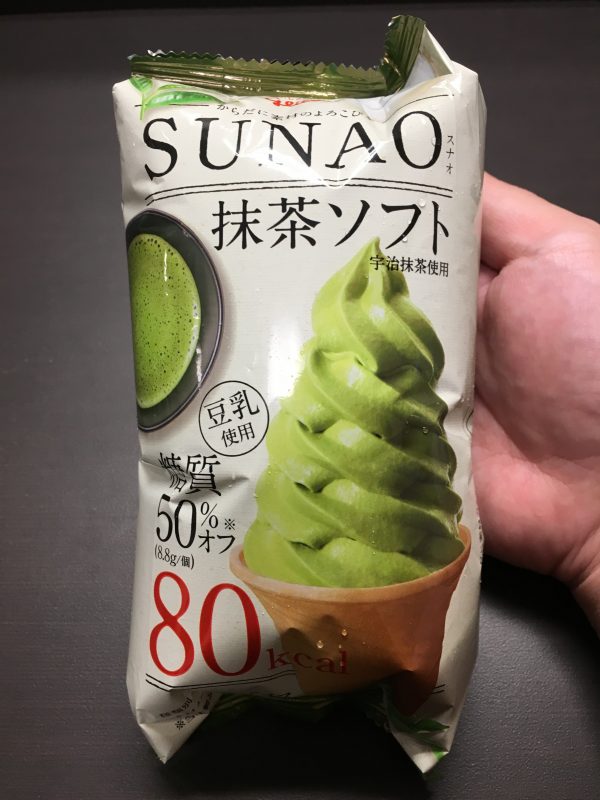 からだに素材のよろこび
SUNAO
スナオ
抹茶ソフト
宇治抹茶使用
豆乳
使用
糖質
50%※
オフ
(8.8g/個)
80kcal